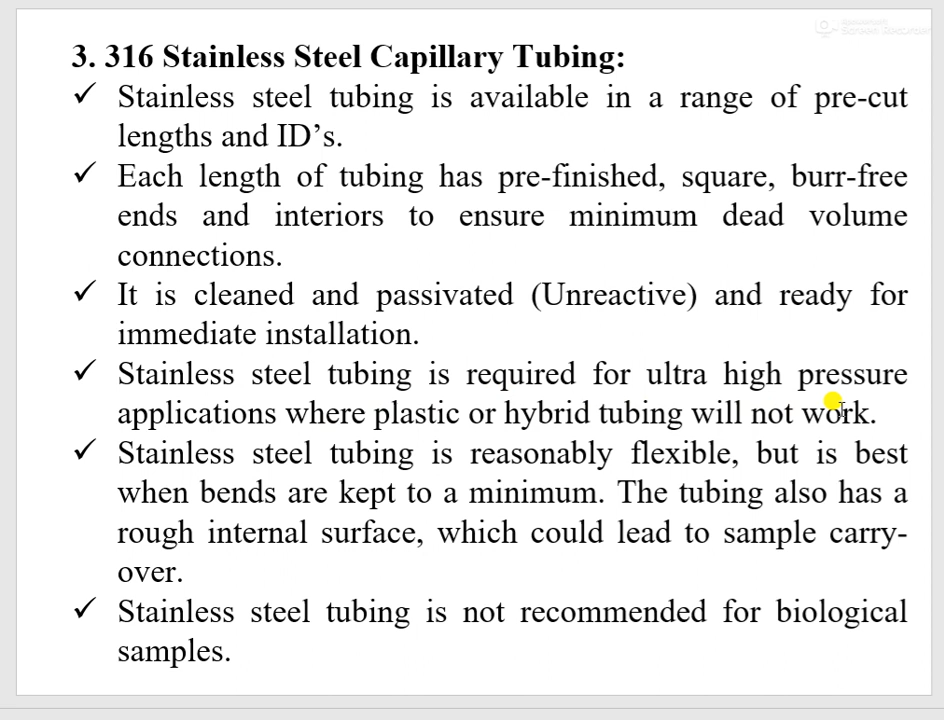 3. 316 Stainless Steel Capillary Tubing:
✓ Stainless steel tubing is available in a range of pre-cut
lengths and ID’s.
✓ Each length of tubing has pre-finished, square, burr-free
ends and interiors to ensure minimum dead volume
connections.
✓ It is cleaned and passivated (Unreactive) and ready for
immediate installation.
✓ Stainless steel tubing is required for ultra high pressure
applications where plastic or hybrid tubing will not work.
✓ Stainless steel tubing is reasonably flexible, but is best
when bends are kept to a minimum. The tubing also has a
rough internal surface, which could lead to sample carry-
over.
✓ Stainless steel tubing is not recommended for biological
samples.
Screen Recorder